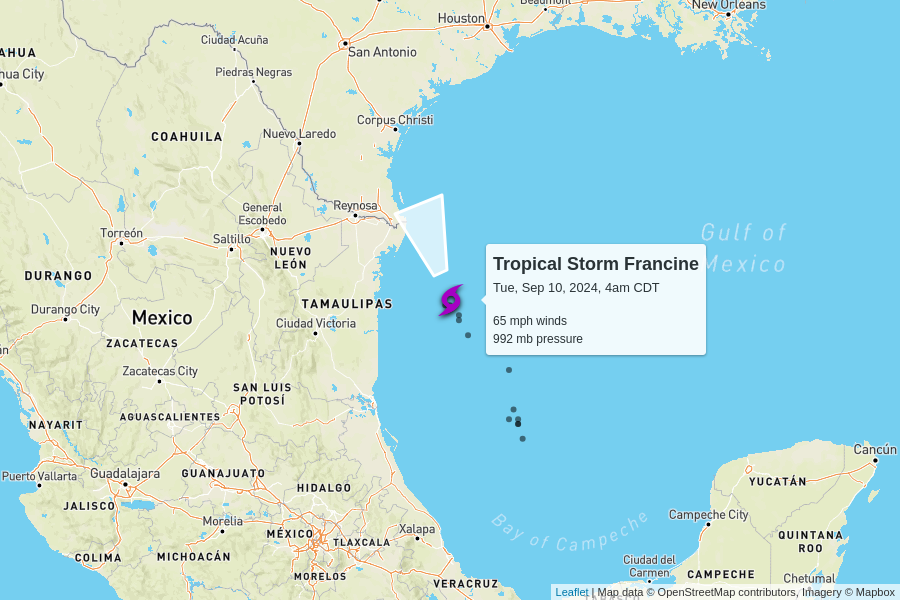 New Orleans
Beaumont
Houston
Ciudad Acuña
San Antonio
AHUA
hua City
Piedras Negras
Corpus Christi
COAHUILA
Nuevo Laredo
Reynosa
General
Escobedo
Torreón
Saltillo
NUEVO
LEÓN
Gulf of
Mexico
Tropical Storm Francine
Tue, Sep 10, 2024, 4am CDT
65 mph winds
992 mb pressure
DURANGO
Durango City
Mexico
TAMAULIPAS
Ciudad Victoria
ZACATECAS
Zacatecas City
SAN LUIS
POTOSÍ
AGUASCALIENTES
NAYARIT
Puerto Vallarta
Guadalajara
GUANAJUATO
HIDALGO
JALISCO
Morelia
MÉXICO
TLAXCALA
Xalapa
COLIMA
MICHOACÁN
MORELOS
VERACRUZ
Bay of Campeche
Cancún
YUCATÁN
Campeche City
QUINTANA
ROO
Ciudad del
Carmen
CAMPECHE
Chetumal
TABASCO
Leaflet | Map data © OpenStreetMap contributors, Imagery © Mapbox